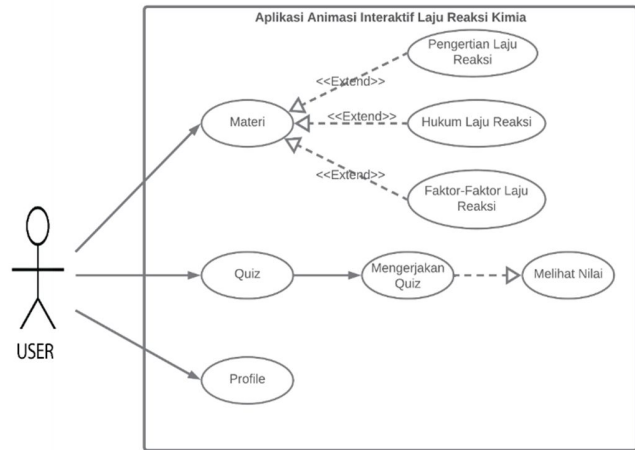 Aplikasi Animasi Interaktif Laju Reaksi Kimia
Pengertian Laju
Reaksi
<<Extend>>
Materi
<<Extend>>
Hukum Laju Reaksi
<<Extend>>
Faktor-Faktor Laju
Reaksi
USER
Quiz
Mengerjakan
Quiz
Melihat Nilai
Profile